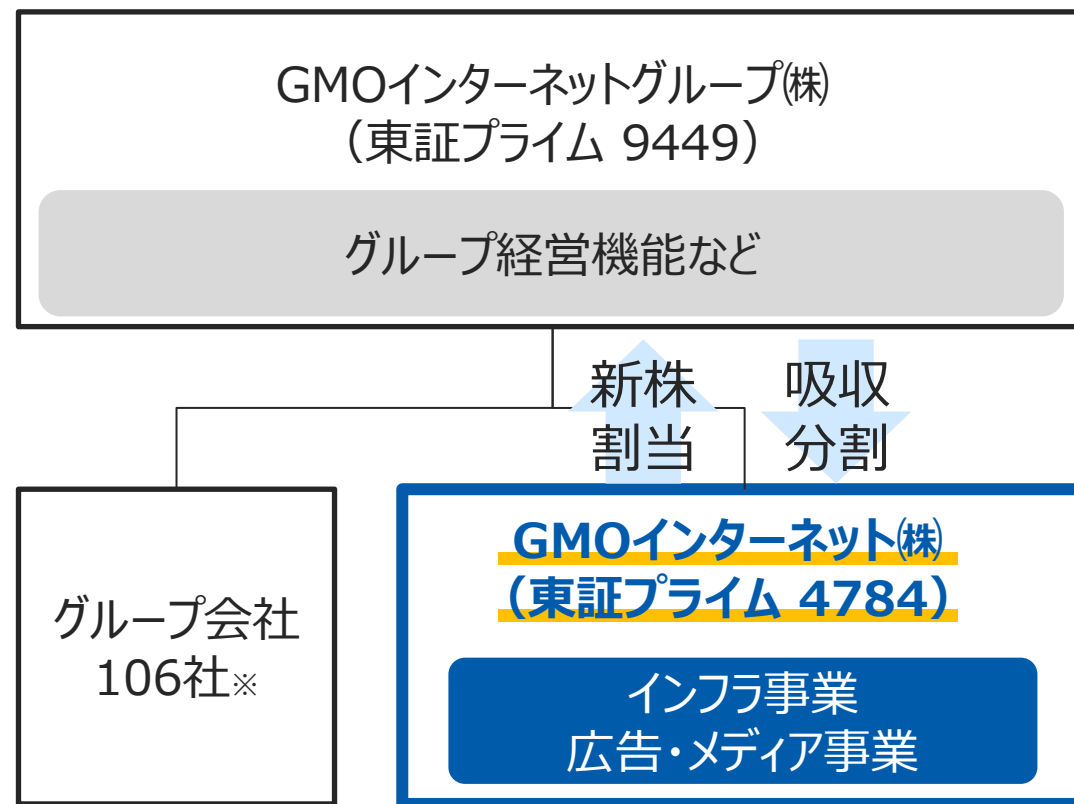 GMOインターネットグループ㈱
（東証プライム 9449）
グループ経営機能など
新株
割当
吸収
分割
グループ会社
106社※
GMOインターネット㈱
（東証プライム 4784）
インフラ事業
広告・メディア事業